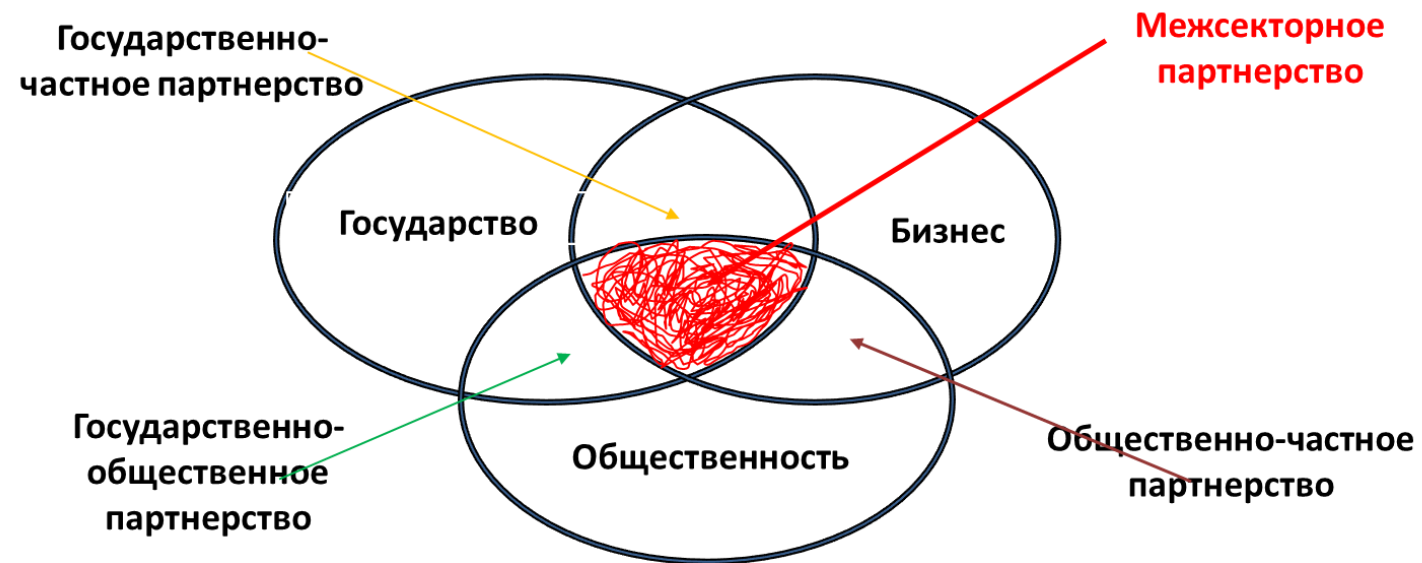 Государственно-
частное партнерство
Межсекторное
партнерство
Государство
Бизнес
Государственно-
общественное
партнерство
Общественность
Общественно-частное
партнерство